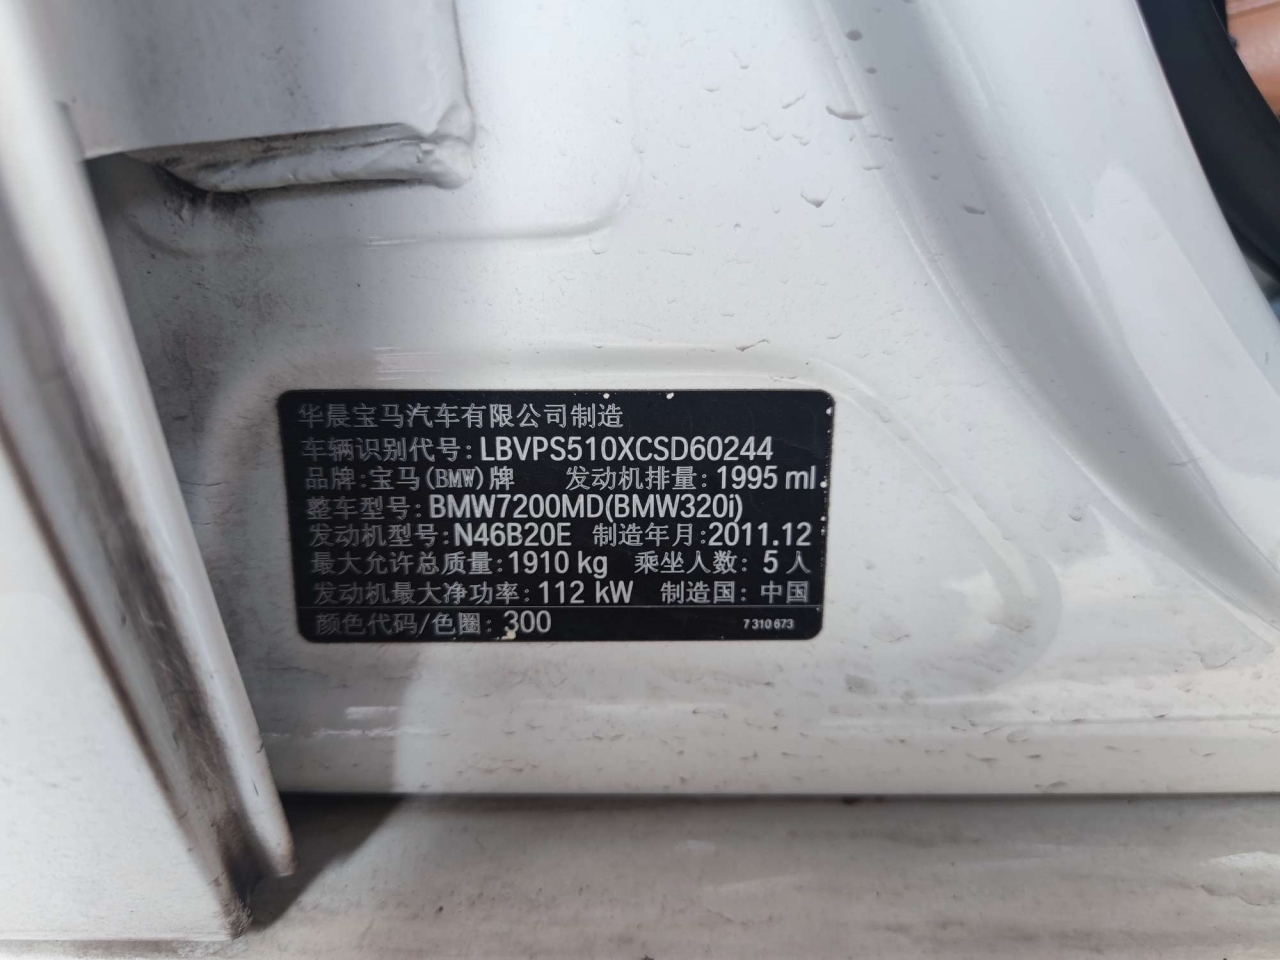 华晨宝马汽车有限公司制造
车辆识别代号: LBVPS510XCSD60244
品牌: 宝马(BMW)牌 发动机排量: 1995 ml
整车型号: BMW7200MD(BMW320i)
发动机型号: N46B20E 制造年月: 2011.12
最大允许总质量: 1910 kg 乘坐人数: 5 人
发动机最大净功率: 112 kW 制造国: 中国
颜色代码/色圈: 300 7 310 673